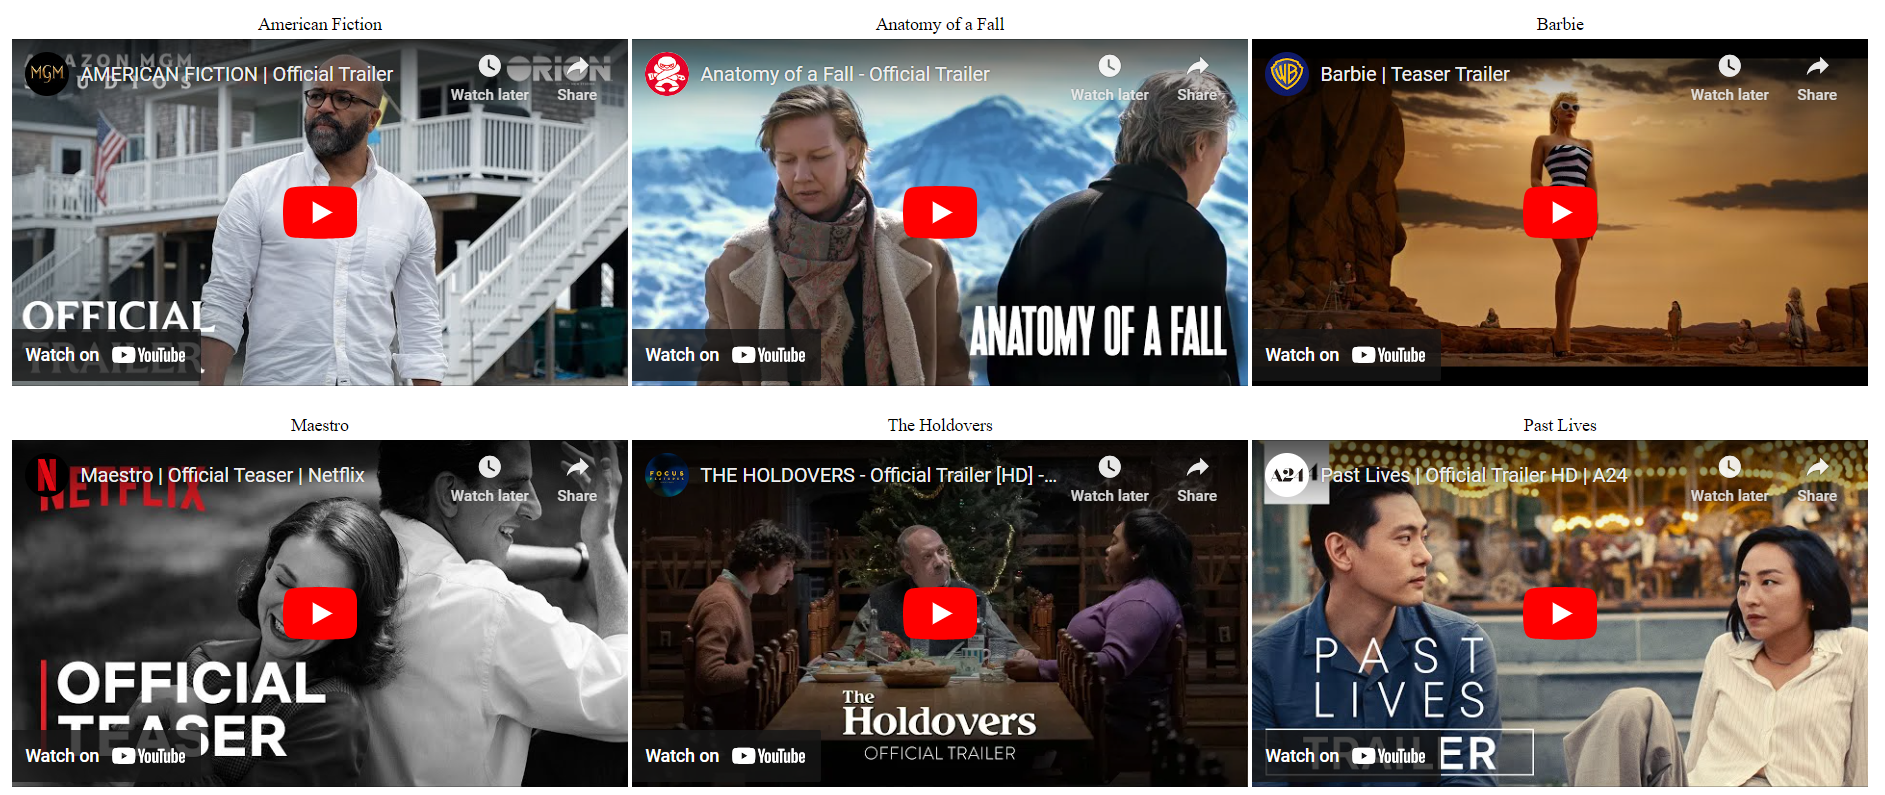 American Fiction
Anatomy of a Fall
Barbie
AMAZON MGM
STUDIOS
ORION
MGM
AMERICAN FICTION | Official Trailer
Watch later
Share
OFFICIAL
TRAILER
Watch on YouTube
Anatomy of a Fall - Official Trailer
Watch later
Share
ANATOMY OF A FALL
Watch on YouTube
WB
Barbie | Teaser Trailer
Watch later
Share
Watch on YouTube
Maestro
The Holdovers
Past Lives
N
NETFLIX
Maestro | Official Teaser | Netflix
Watch later
Share
OFFICIAL
TEASER
Watch on YouTube
FOCUS
FEATURES
THE HOLDOVERS - Official Trailer [HD] -...
Watch later
Share
The
Holdovers
OFFICIAL TRAILER
Watch on YouTube
A24
Past Lives | Official Trailer HD | A24
Watch later
Share
PAST
LIVES
TRAILER
Watch on YouTube